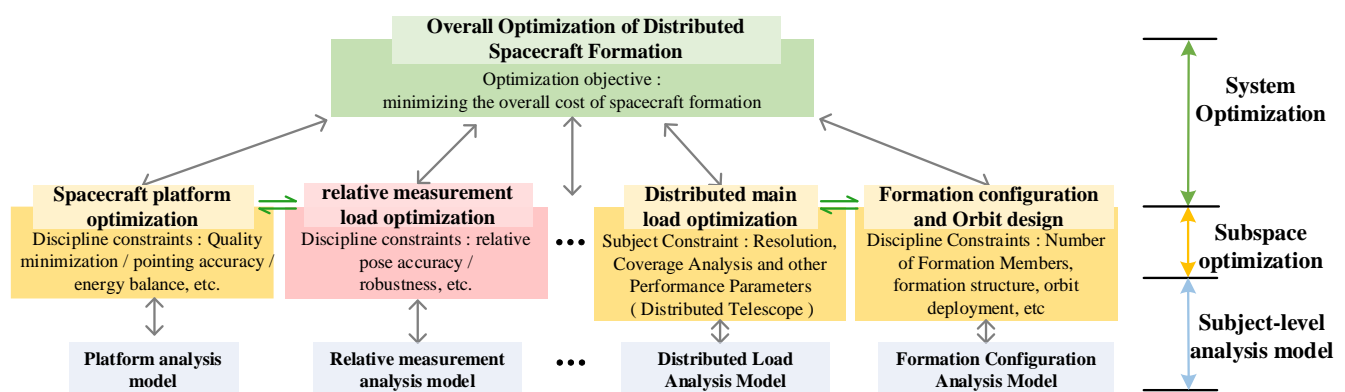 Overall Optimization of Distributed
Spacecraft Formation
Optimization objective :
minimizing the overall cost of spacecraft formation
System
Optimization
Spacecraft platform
optimization
Discipline constraints : Quality
minimization / pointing accuracy /
energy balance, etc.
relative measurement
load optimization
Discipline constraints : relative
pose accuracy /
robustness, etc.
...
Distributed main
load optimization
Subject Constraint : Resolution,
Coverage Analysis and other
Performance Parameters
( Distributed Telescope )
Formation configuration
and Orbit design
Discipline Constraints : Number
of Formation Members,
formation structure, orbit
deployment, etc
Subspace
optimization
Platform analysis
model
Relative measurement
analysis model
...
Distributed Load
Analysis Model
Formation Configuration
Analysis Model
Subject-level
analysis model